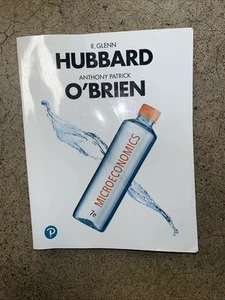 R. GLENN
HUBBARD
ANTHONY PATRICK
O'BRIEN
MICROECONOMICS
7e
P